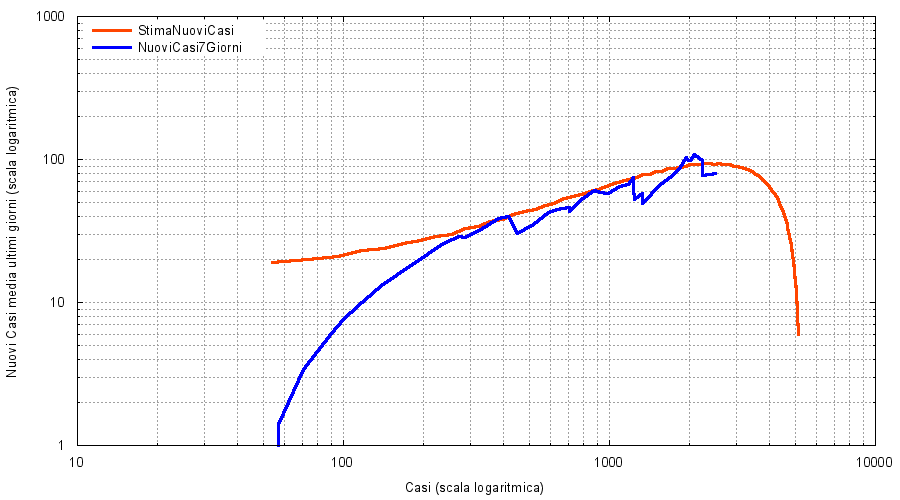 1000
StimaNuoviCasi
NuoviCasi7Giorni
100
10
1
10
100
1000
10000
Nuovi Casi media ultimi giorni (scala logaritmica)
Casi (scala logaritmica)